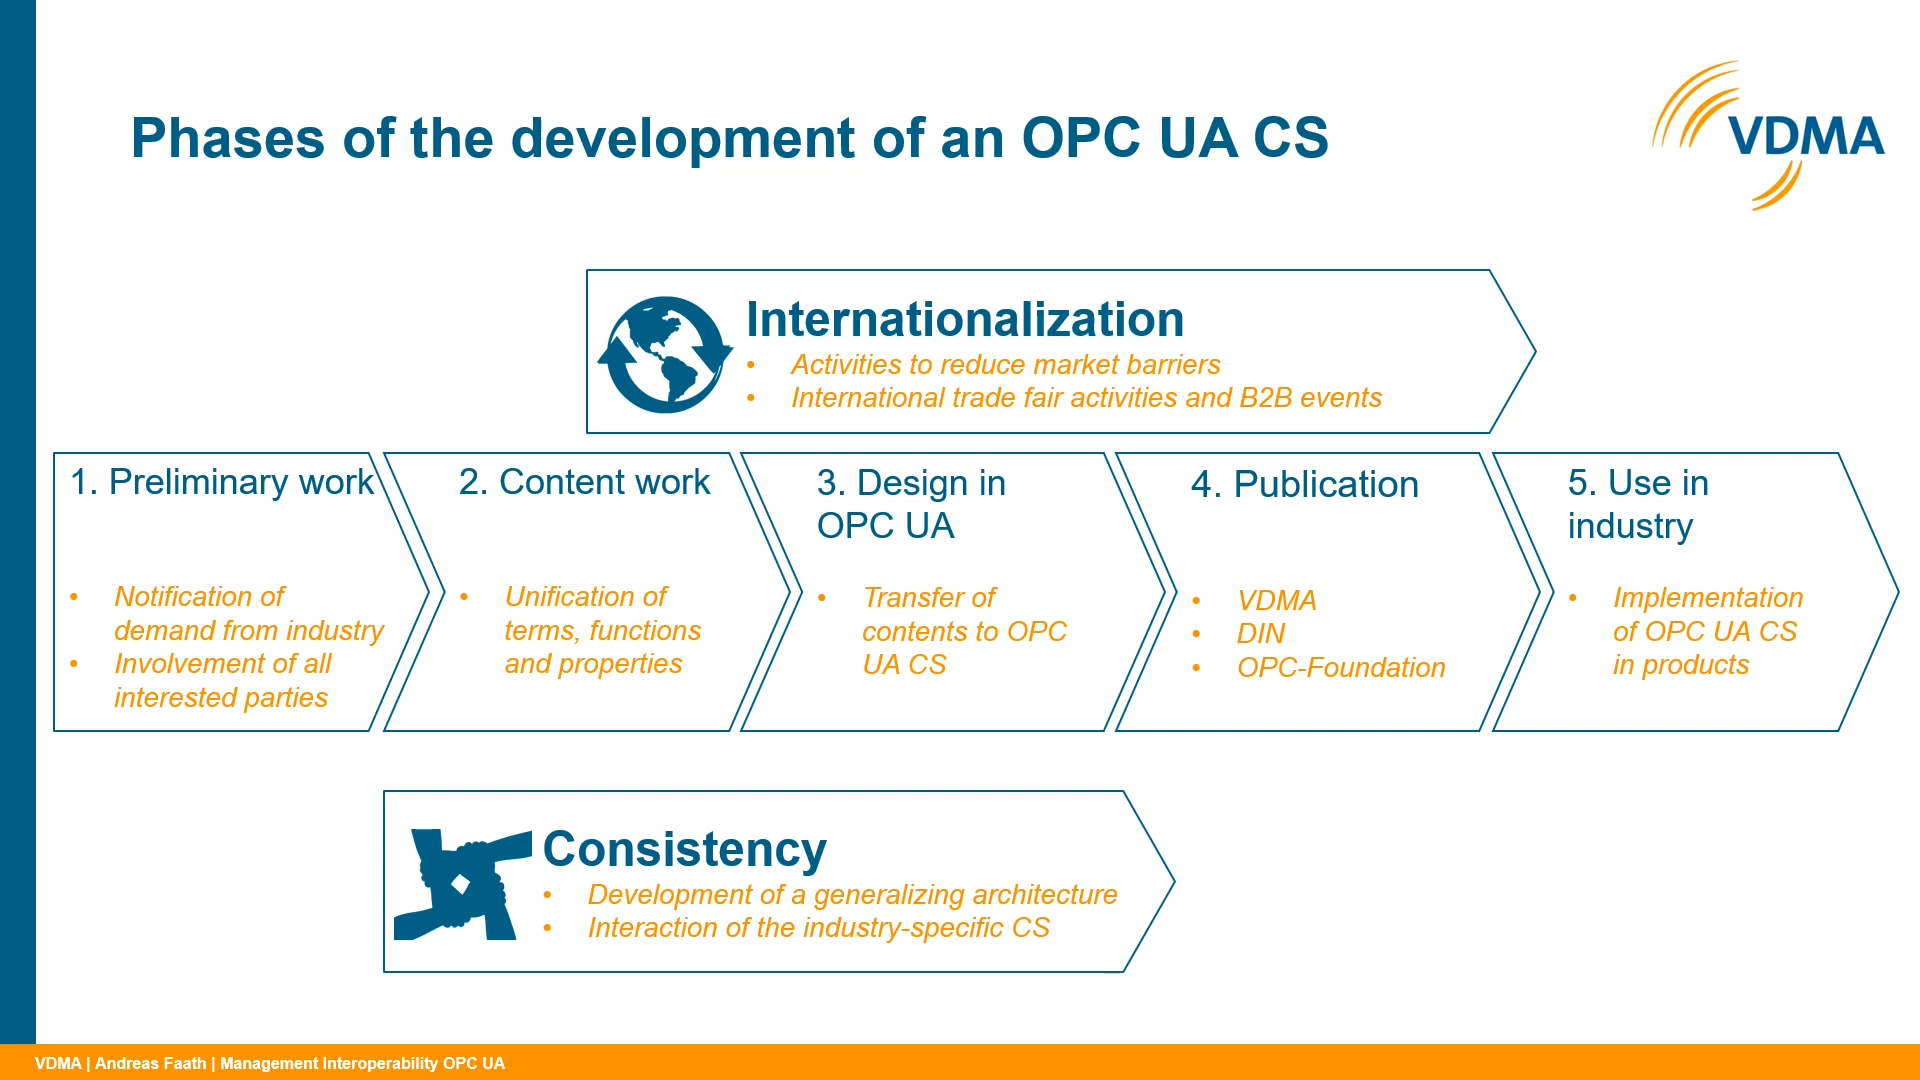 Phases of the development of an OPC UA CS
VDMA
Internationalization
• Activities to reduce market barriers
• International trade fair activities and B2B events
1. Preliminary work
• Notification of
demand from industry
• Involvement of all
interested parties
2. Content work
• Unification of
terms, functions
and properties
3. Design in
OPC UA
• Transfer of
contents to OPC
UA CS
4. Publication
• VDMA
• DIN
• OPC-Foundation
5. Use in
industry
• Implementation
of OPC UA CS
in products
Consistency
• Development of a generalizing architecture
• Interaction of the industry-specific CS
VDMA | Andreas Faath | Management Interoperability OPC UA